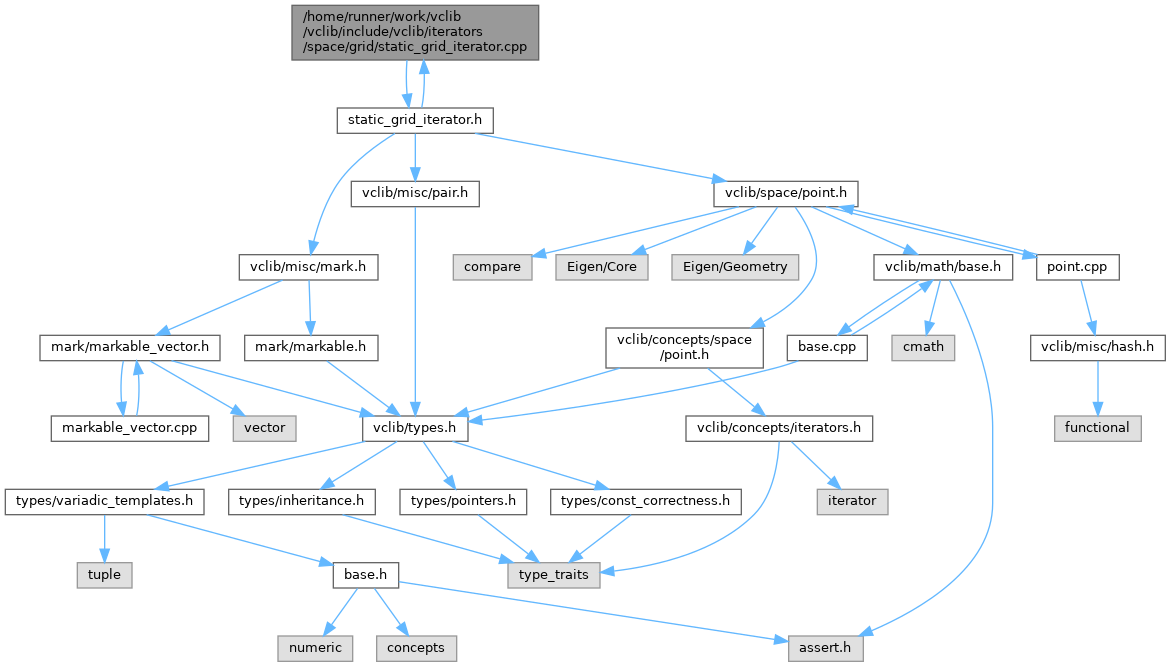 /home/runner/work/vclib
/vclib/include/vclib/iterators
/space/grid/static_grid_iterator.cpp
static_grid_iterator.h
vclib/misc/pair.h
vclib/space/point.h
vclib/misc/mark.h
compare
Eigen/Core
Eigen/Geometry
vclib/math/base.h
point.cpp
mark/markable_vector.h
mark/markable.h
vclib/concepts/space
/point.h
base.cpp
cmath
vclib/misc/hash.h
markable_vector.cpp
vector
vclib/types.h
vclib/concepts/iterators.h
functional
types/variadic_templates.h
types/inheritance.h
types/pointers.h
types/const_correctness.h
iterator
tuple
base.h
type_traits
numeric
concepts
assert.h